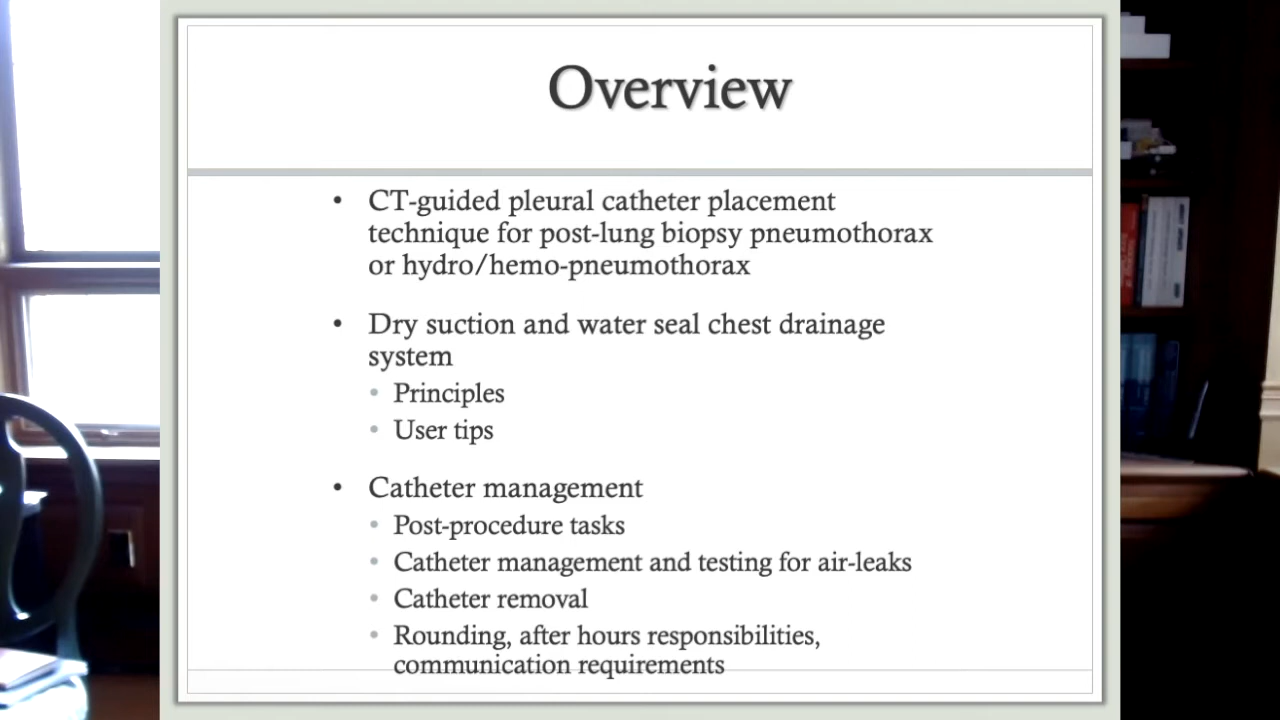 Overview
• CT-guided pleural catheter placement
technique for post-lung biopsy pneumothorax
or hydro/hemo-pneumothorax
• Dry suction and water seal chest drainage
system
• Principles
• User tips
• Catheter management
• Post-procedure tasks
• Catheter management and testing for air-leaks
• Catheter removal
• Rounding, after hours responsibilities,
communication requirements